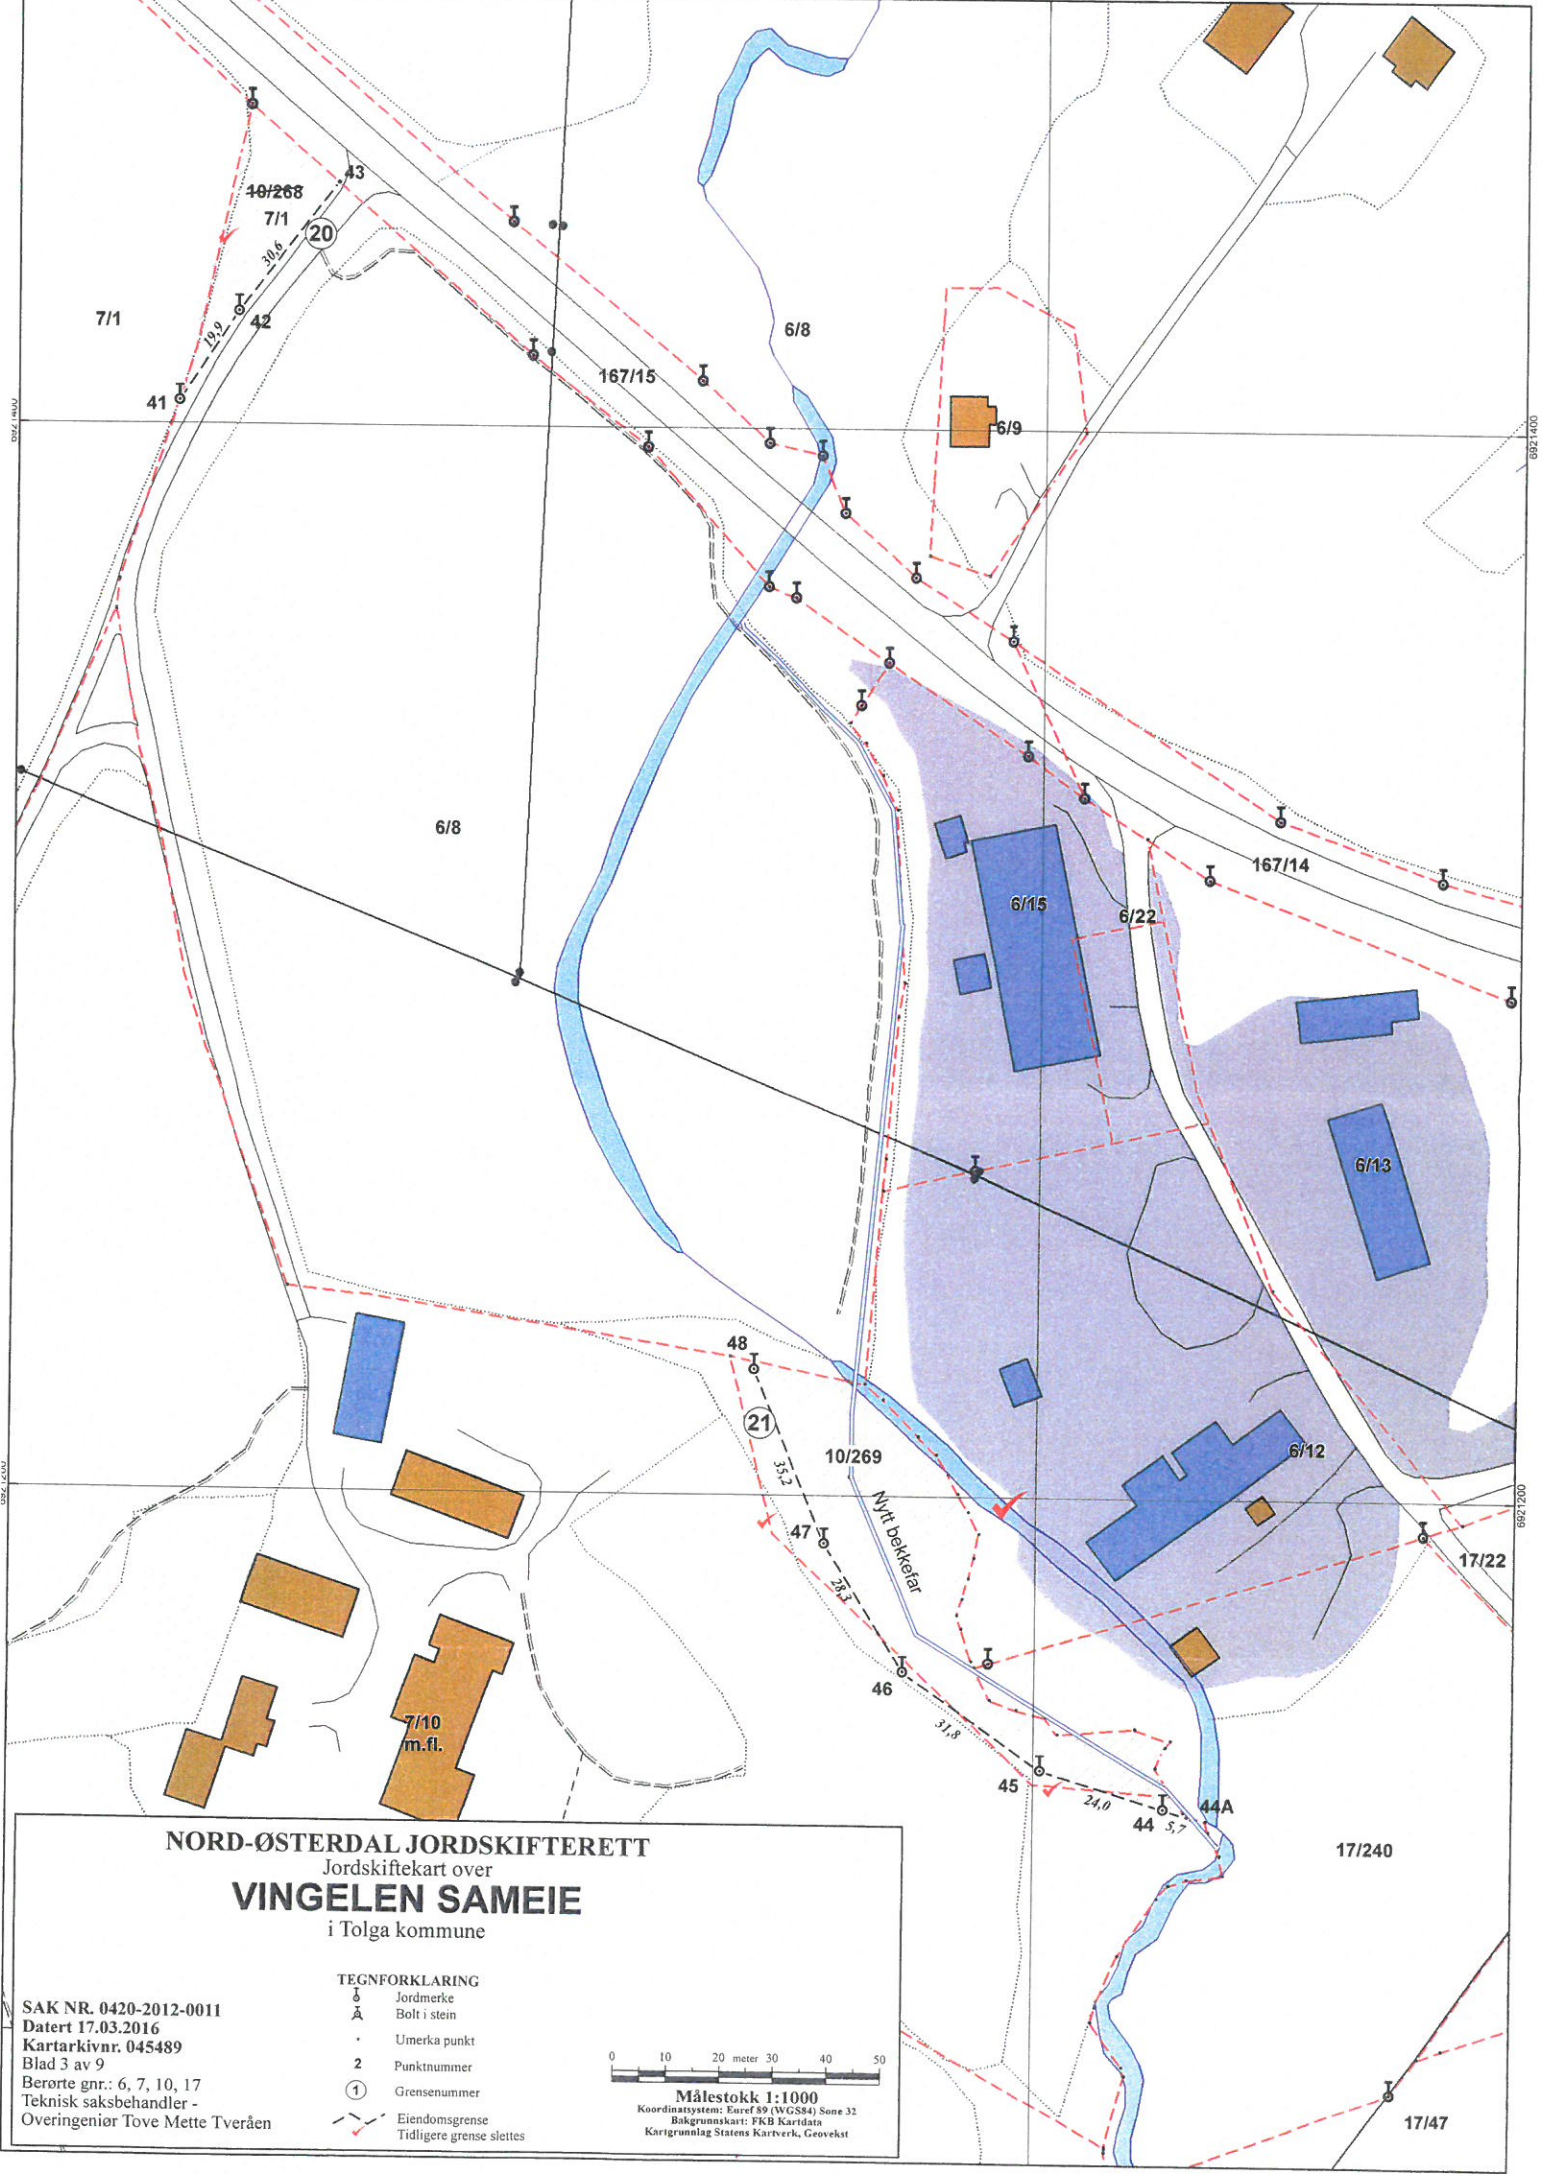 43
10/268
7/1
20
30,6
7/1
42
19,9
41
6/8
167/15
6/9
6921400
6/8
167/14
6/15
6/22
6/13
48
21
35,2
10/269
6/12
6921200
Nytt bekkefar
47
28,3
17/22
46
7/10
m.fl.
31,8
45
24,0
44
5,7
44A
17/240
17/47
NORD-ØSTERDAL JORDSKIFTERETT
Jordskiftekart over
VINGELEN SAMEIE
i Tolga kommune
SAK NR. 0420-2012-0011
Datert 17.03.2016
Kartarkivnr. 045489
Blad 3 av 9
Berørte gnr.: 6, 7, 10, 17
Teknisk saksbehandler -
Overingeniør Tove Mette Tveråen
TEGNFORKLARING
Jordmerke
Bolt i stein
Umerka punkt
2 Punktnummer
1 Grensenummer
Eiendomsgrense
Tidligere grense slettes
0 10 20 meter 30 40 50
Målestokk 1:1000
Koordinatsystem: Euref 89 (WGS84) Sone 32
Bakgrunnskart: FKB Kartdata
Kartgrunnlag Statens Kartverk, Geovekst